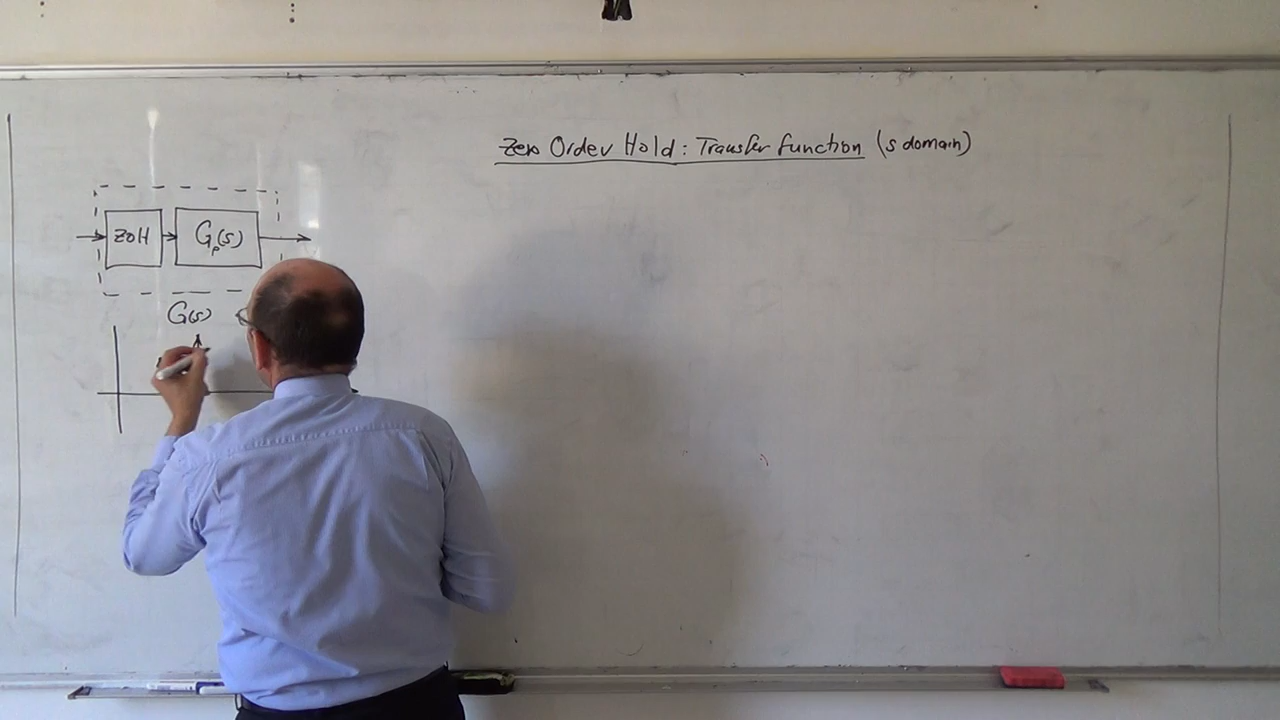 Zero Order Hold: Transfer function (s domain)
ZOH Gp(s)
G(s)